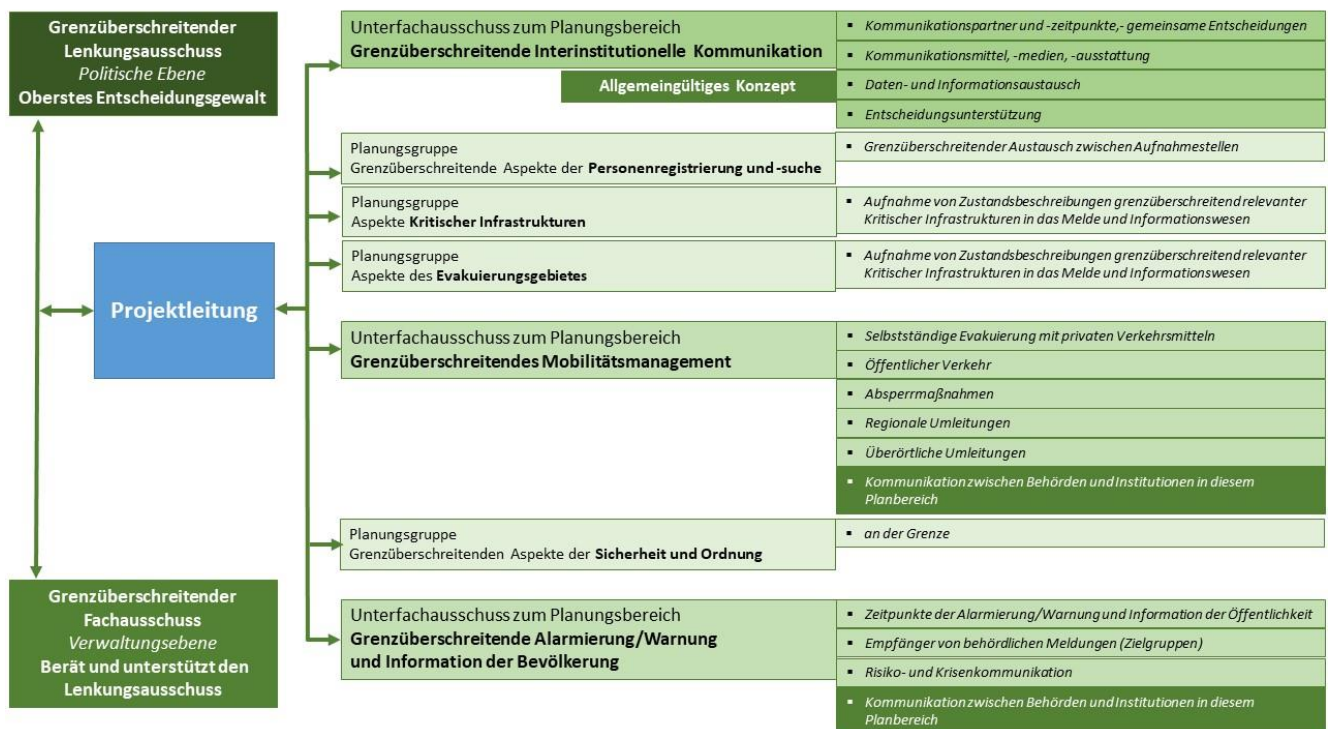 Grenzüberschreitender
Lenkungsausschuss
Politische Ebene
Oberstes Entscheidungsgewalt
Projektleitung
Grenzüberschreitender
Fachausschuss
Verwaltungsebene
Berät und unterstützt den
Lenkungsausschuss
Unterfachausschuss zum Planungsbereich
Grenzüberschreitende Interinstitutionelle Kommunikation
Allgemeingültiges Konzept
▪ Kommunikationspartner und -zeitpunkte,- gemeinsame Entscheidungen
▪ Kommunikationsmittel, -medien, -ausstattung
▪ Daten- und Informationsaustausch
▪ Entscheidungsunterstützung
Planungsgruppe
Grenzüberschreitende Aspekte der Personenregistrierung und -suche
▪ Grenzüberschreitender Austausch zwischen Aufnahmestellen
Planungsgruppe
Aspekte Kritischer Infrastrukturen
▪ Aufnahme von Zustandsbeschreibungen grenzüberschreitend relevanter
Kritischer Infrastrukturen in das Melde und Informationswesen
Planungsgruppe
Aspekte des Evakuierungsgebietes
▪ Aufnahme von Zustandsbeschreibungen grenzüberschreitend relevanter
Kritischer Infrastrukturen in das Melde und Informationswesen
Unterfachausschuss zum Planungsbereich
Grenzüberschreitendes Mobilitätsmanagement
▪ Selbstständige Evakuierung mit privaten Verkehrsmitteln
▪ Öffentlicher Verkehr
▪ Absperrmaßnahmen
▪ Regionale Umleitungen
▪ Überörtliche Umleitungen
▪ Kommunikation zwischen Behörden und Institutionen in diesem
Planbereich
Planungsgruppe
Grenzüberschreitenden Aspekte der Sicherheit und Ordnung
▪ an der Grenze
Unterfachausschuss zum Planungsbereich
Grenzüberschreitende Alarmierung/Warnung
und Information der Bevölkerung
▪ Zeitpunkte der Alarmierung/Warnung und Information der Öffentlichkeit
▪ Empfänger von behördlichen Meldungen (Zielgruppen)
▪ Risiko- und Krisenkommunikation
▪ Kommunikation zwischen Behörden und Institutionen in diesem
Planbereich